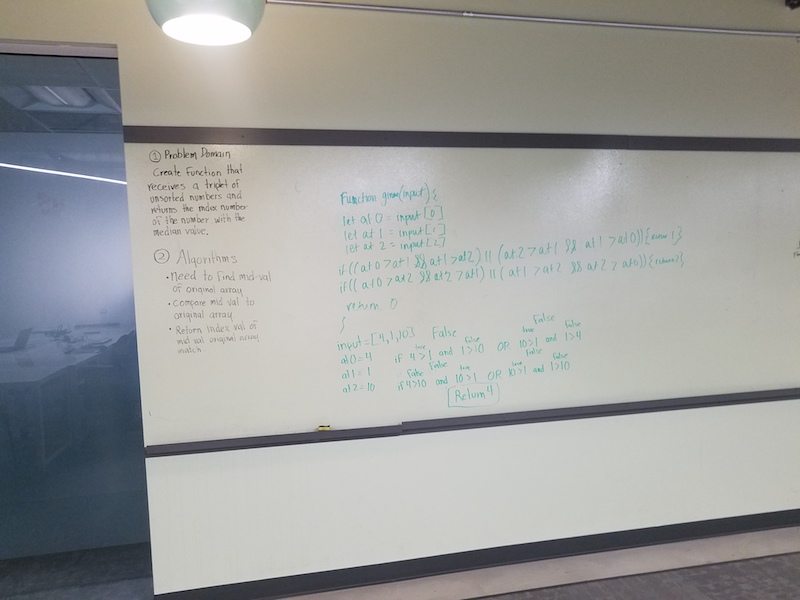 ① Problem Domain
Create Function that
receives a triplet of
unsorted numbers and
returns the index number
of the number with the
median value.
② Algorithms
• Need to find mid-val
of original array
• Compare mid val to
original array
• Return index val of
mid val original array
Function gimme(input) {
let at 0 = input [0]
let at 1 = input [1]
let at 2 = input [2]
if((at0 > at1 && at1 > at2) || (at2 > at1 && at1 > at0)){return 1}
if((at0 > at2 && at2 > at1) || (at1 > at2 && at2 > at0)){return 2}
return 0
}
input = [4,1,10] False False
true false true false
at0=4 if 4>1 and 1>10 OR 10>1 and 1>4
False False
at1=1 false true true false
at2=10 if 4>10 and 10>1 OR 10>1 and 1>10
Return 4